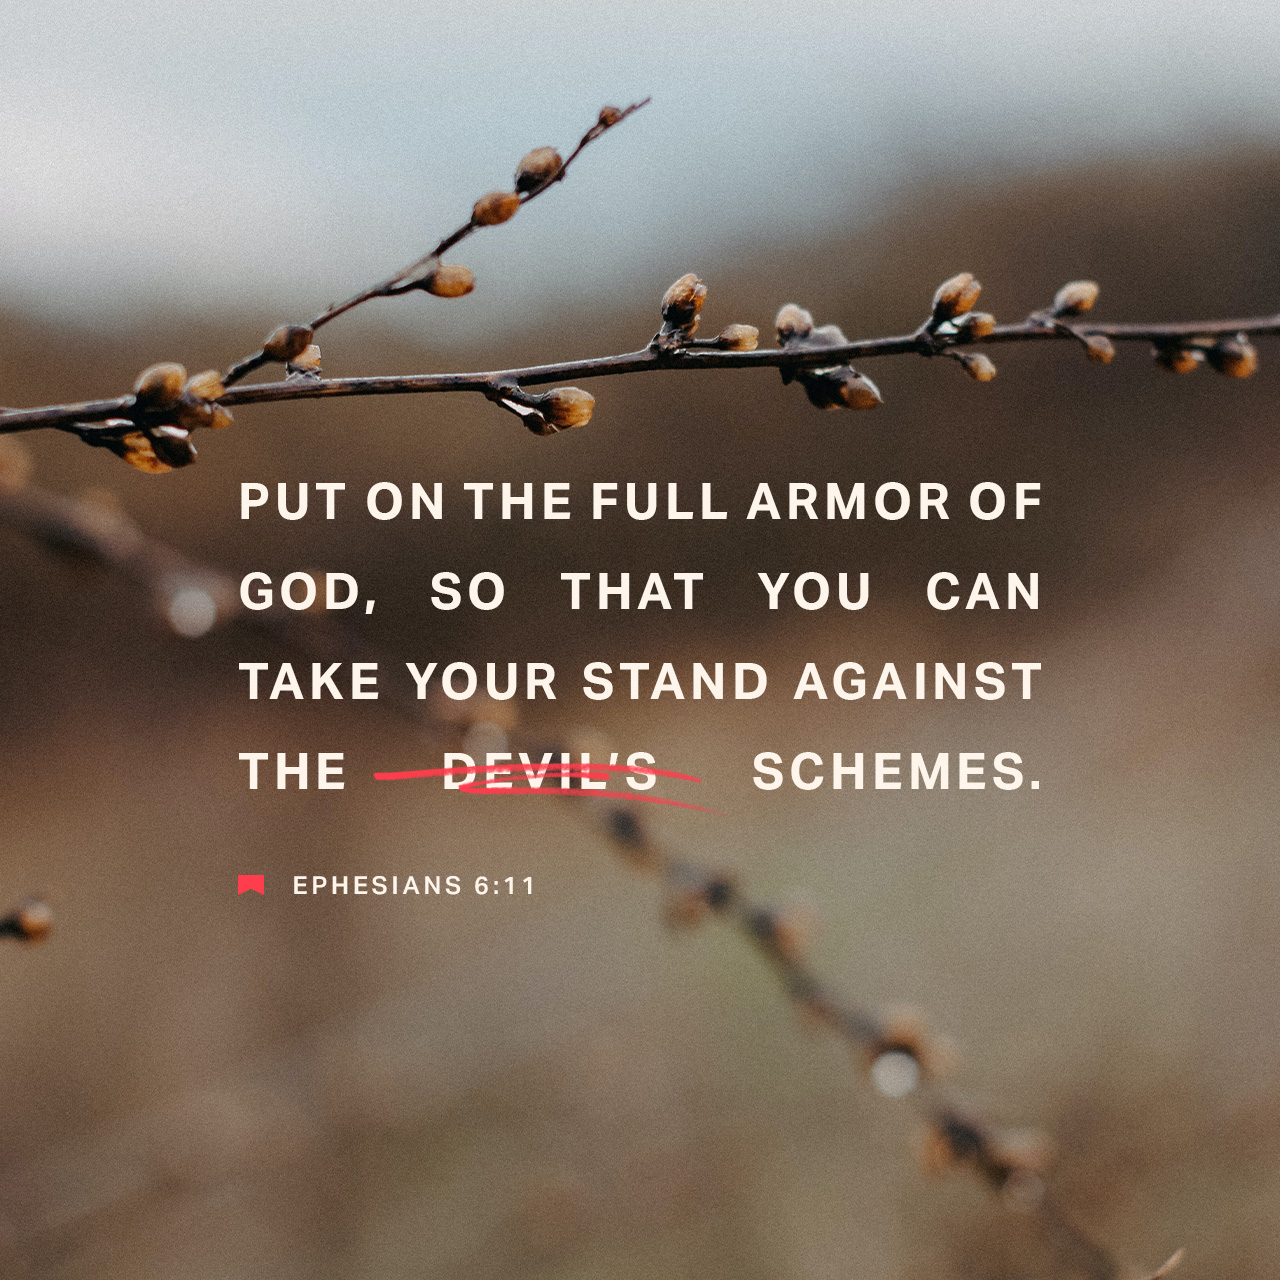 PUT ON THE FULL ARMOR OF
GOD, SO THAT YOU CAN
TAKE YOUR STAND AGAINST
THE DEVIL’S SCHEMES.
EPHESIANS 6:11